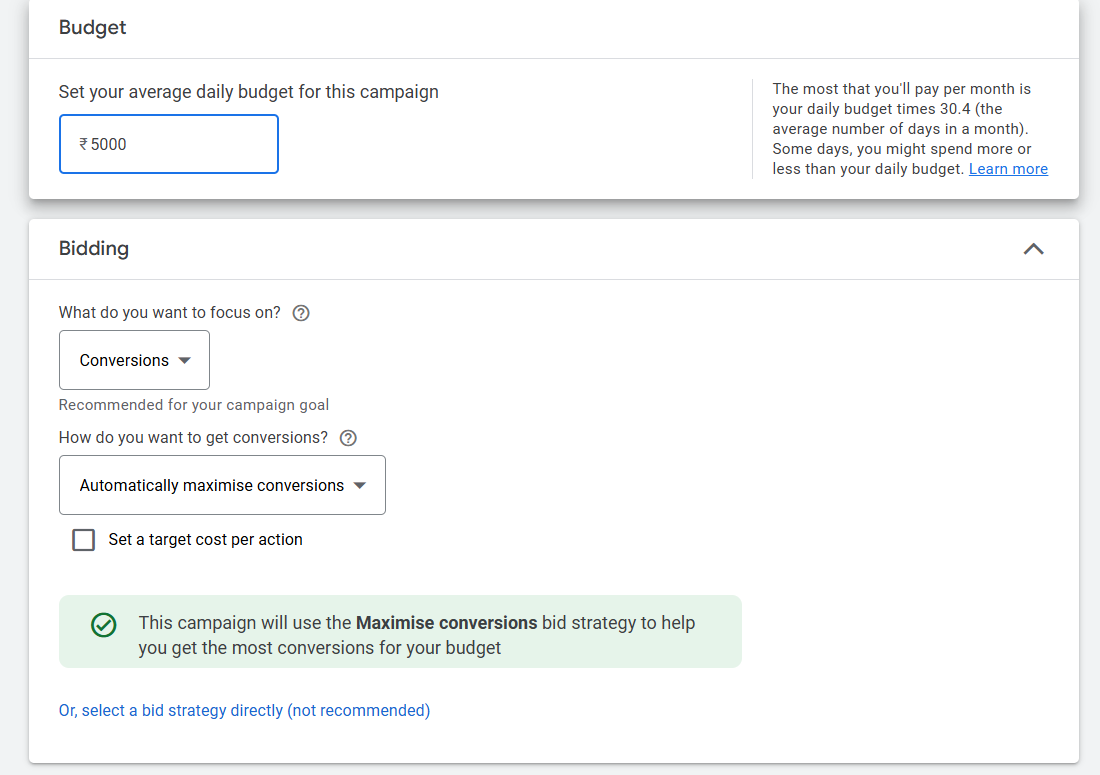 Budget
Set your average daily budget for this campaign
₹ 5000
The most that you'll pay per month is
your daily budget times 30.4 (the
average number of days in a month).
Some days, you might spend more or
less than your daily budget. Learn more
Bidding
What do you want to focus on?
Conversions
Recommended for your campaign goal
How do you want to get conversions?
Automatically maximise conversions
Set a target cost per action
This campaign will use the Maximise conversions bid strategy to help
you get the most conversions for your budget
Or, select a bid strategy directly (not recommended)